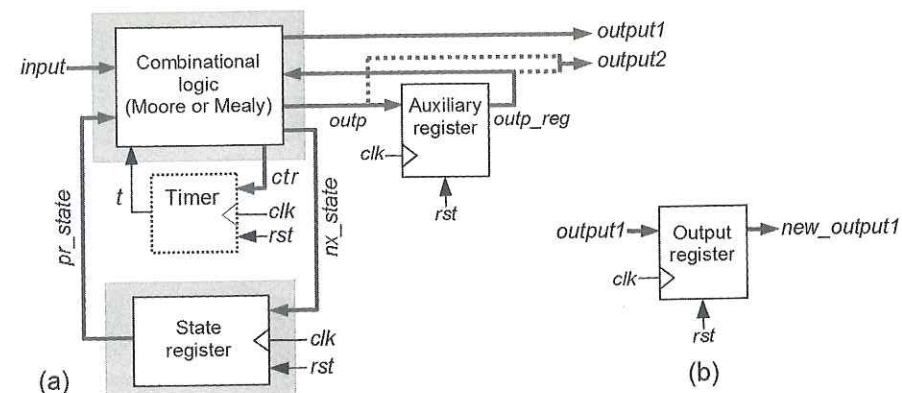 input
Combinational
logic
(Moore or Mealy)
output1
output2
outp
Auxiliary
register
outp_reg
clk
rst
pr_state
t
Timer
ctr
clk
rst
nx_state
State
register
clk
rst
(a)
output1
Output
register
new_output1
clk
rst
(b)